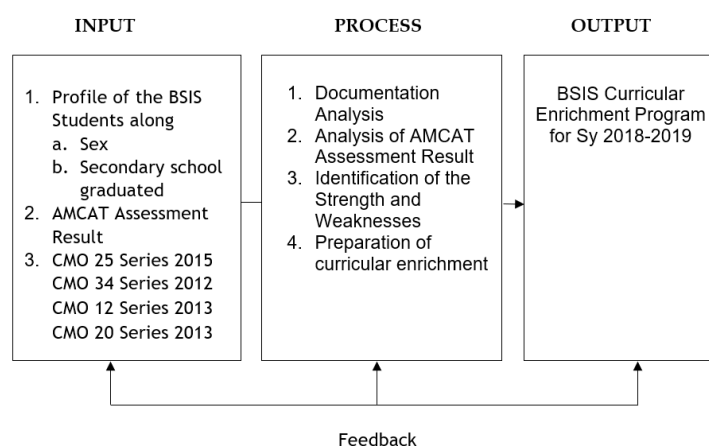 INPUT
PROCESS
OUTPUT
1. Profile of the BSIS
Students along
a. Sex
b. Secondary school
graduated
2. AMCAT Assessment
Result
3. CMO 25 Series 2015
CMO 34 Series 2012
CMO 12 Series 2013
CMO 20 Series 2013
1. Documentation
Analysis
2. Analysis of AMCAT
Assessment Result
3. Identification of the
Strength and
Weaknesses
4. Preparation of
curricular enrichment
BSIS Curricular
Enrichment Program
for Sy 2018-2019
Feedback